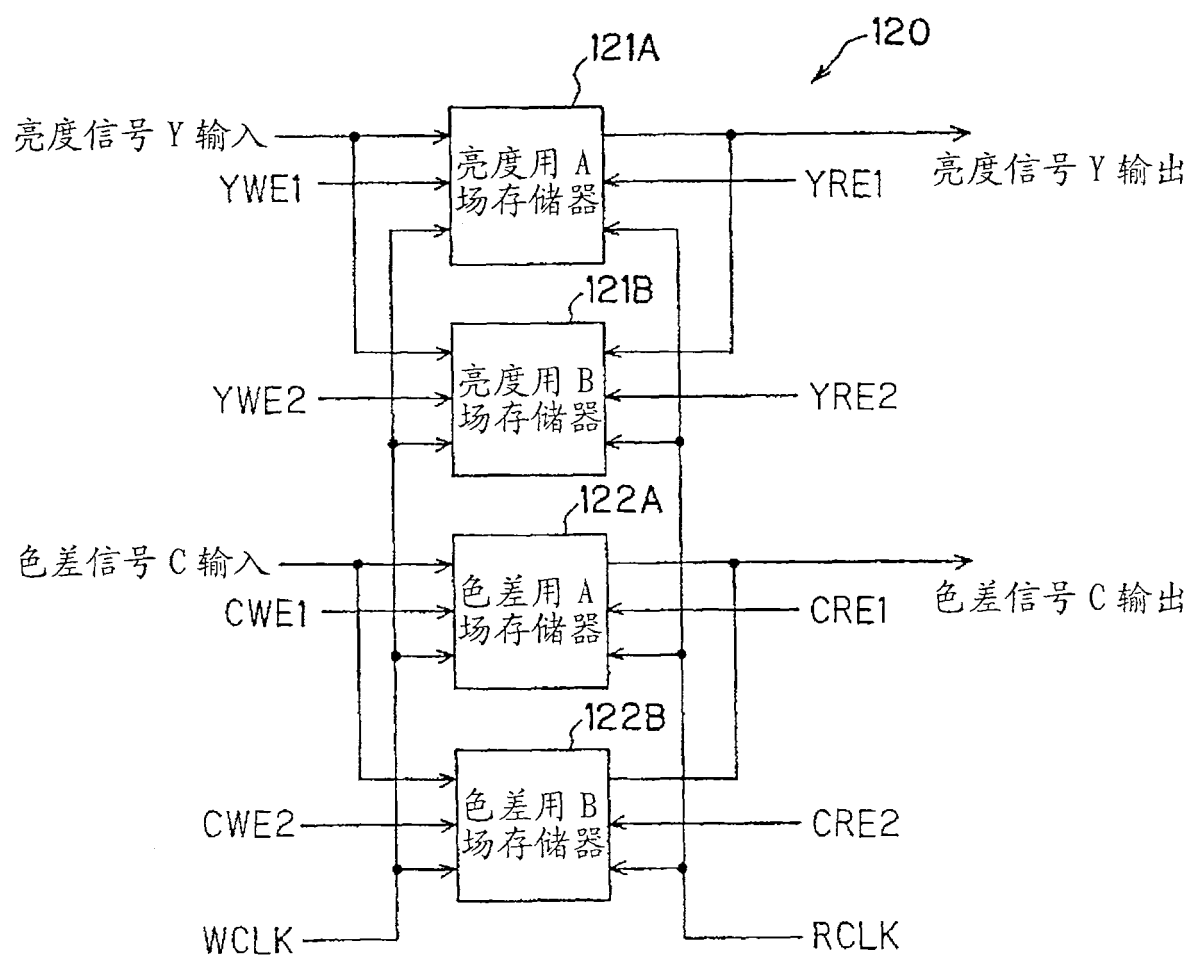 120
121A
亮度信号 Y 输入
亮度用 A
场存储器
亮度信号 Y 输出
YWE1
YRE1
121B
亮度用 B
场存储器
YWE2
YRE2
122A
色差信号 C 输入
色差用 A
场存储器
色差信号 C 输出
CWE1
CRE1
122B
色差用 B
场存储器
CWE2
CRE2
WCLK
RCLK